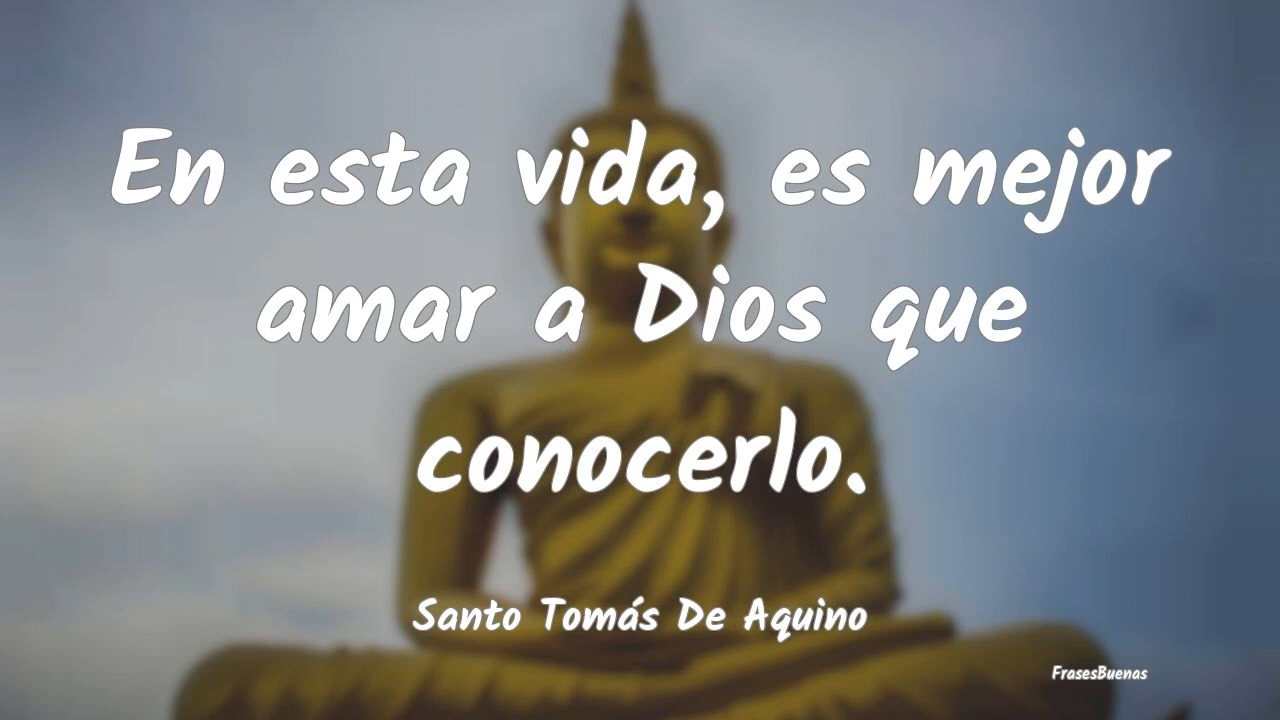 En esta vida, es mejor
amar a Dios que
conocerlo.
Santo Tomás De Aquino
FrasesBuenas